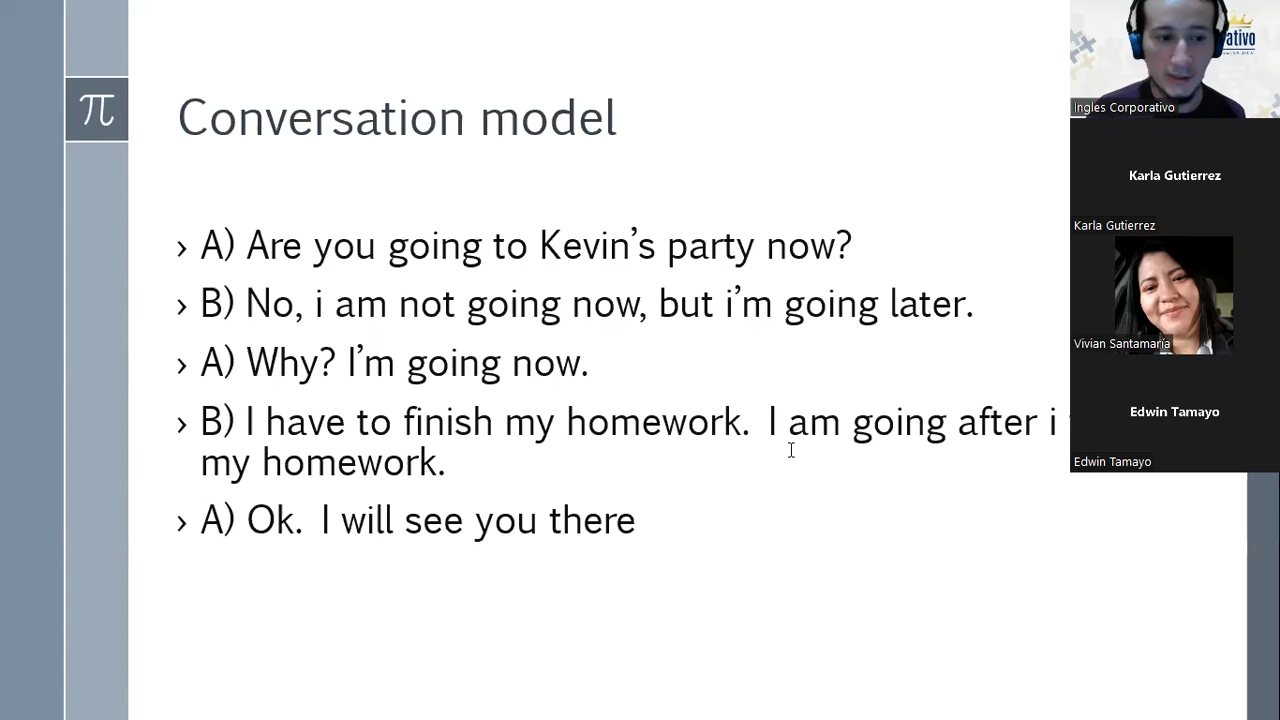 π
Conversation model
› A) Are you going to Kevin’s party now?
› B) No, i am not going now, but i’m going later.
› A) Why? I’m going now.
› B) I have to finish my homework. I am going after i
my homework.
› A) Ok. I will see you there
ativo
Ingles Corporativo
Karla Gutierrez
Karla Gutierrez
Vivian Santamaría
Edwin Tamayo
Edwin Tamayo